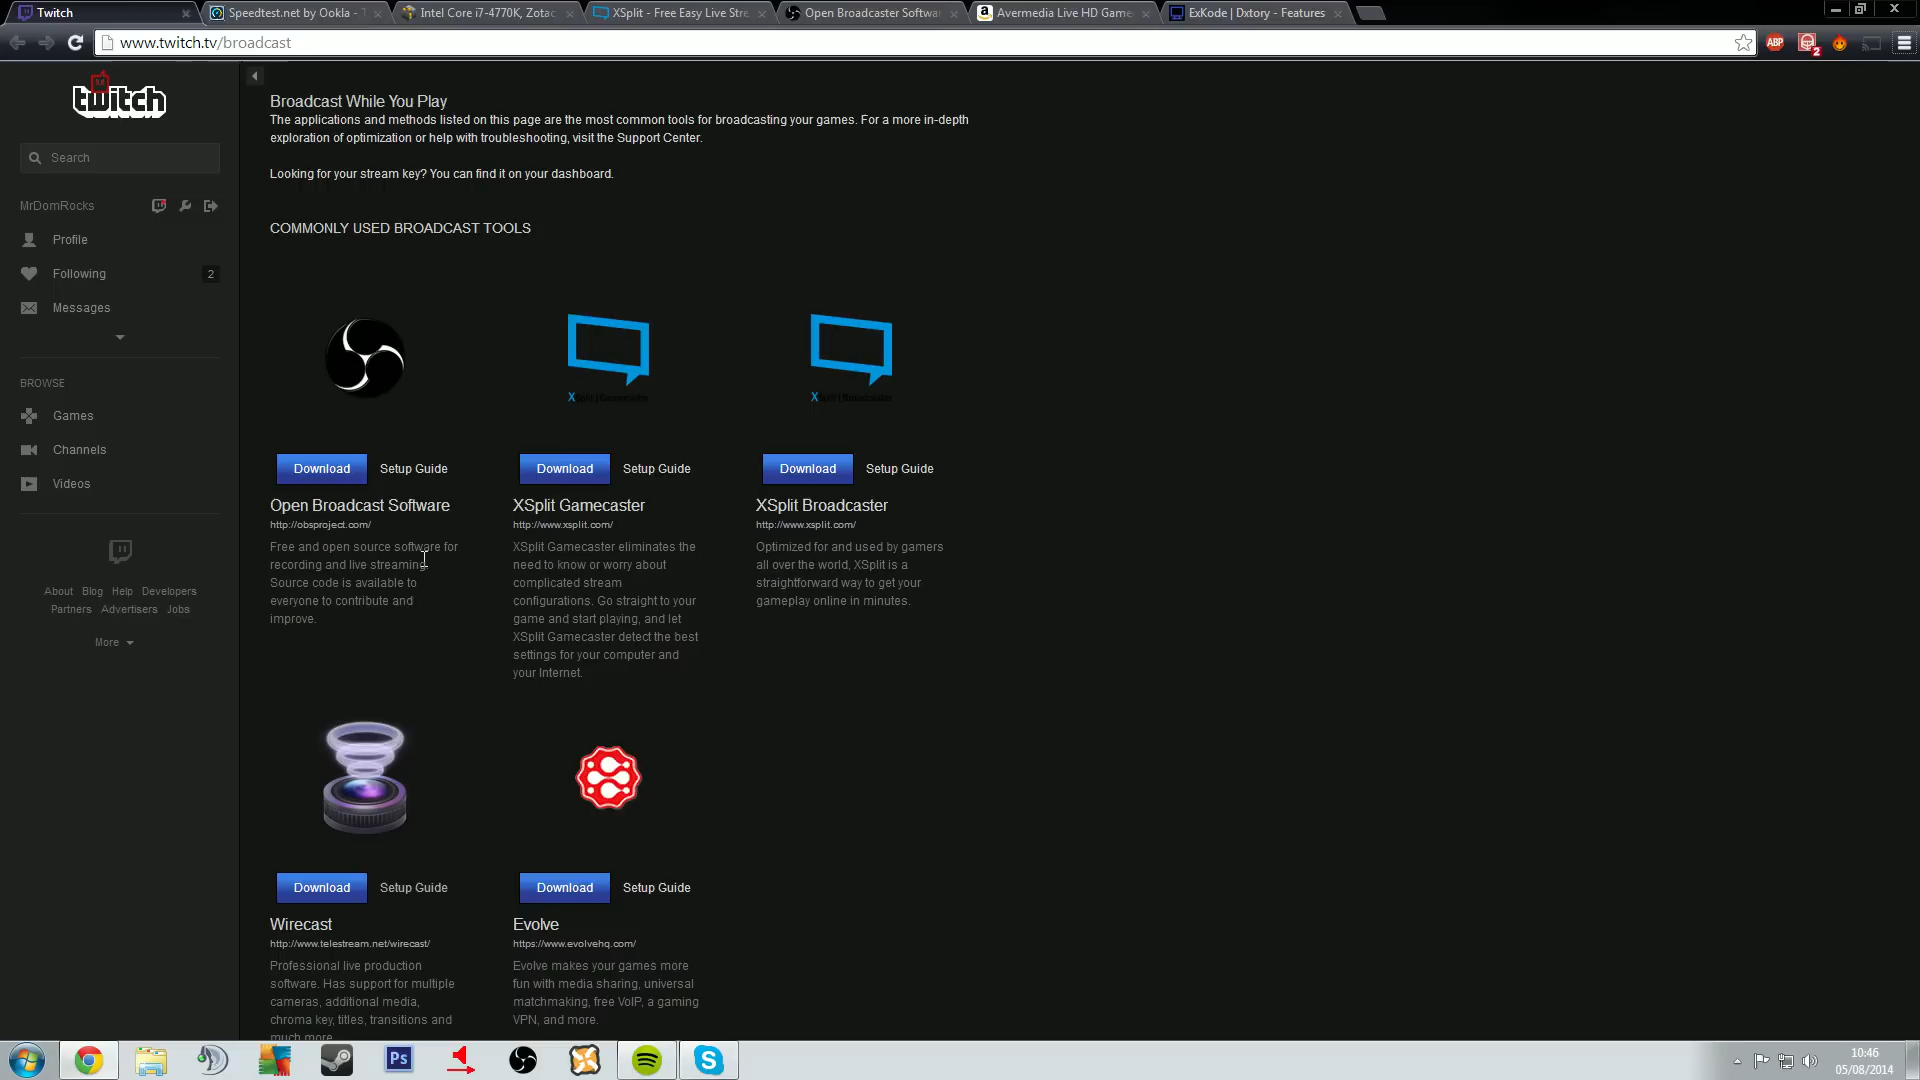 Twitch
Speedtest.net by Ookla - T
Intel Core i7-4770K, Zotac
XSplit - Free Easy Live Stre
Open Broadcaster Softwa
Avermedia Live HD Game
ExKode | Dxtory - Features
www.twitch.tv/broadcast
ABP
2
twitch
Search
MrDomRocks
Profile
Following
2
Messages
BROWSE
Games
Channels
Videos
About Blog Help Developers
Partners Advertisers Jobs
More
Broadcast While You Play
The applications and methods listed on this page are the most common tools for broadcasting your games. For a more in-depth
exploration of optimization or help with troubleshooting, visit the Support Center.
Looking for your stream key? You can find it on your dashboard.
COMMONLY USED BROADCAST TOOLS
XSplit | Gamecaster
XSplit | Broadcaster
Download Setup Guide
Open Broadcast Software
http://obsproject.com/
Free and open source software for
recording and live streaming.
Source code is available to
everyone to contribute and
improve.
Download Setup Guide
XSplit Gamecaster
http://www.xsplit.com/
XSplit Gamecaster eliminates the
need to know or worry about
complicated stream
configurations. Go straight to your
game and start playing, and let
XSplit Gamecaster detect the best
settings for your computer and
your Internet.
Download Setup Guide
XSplit Broadcaster
http://www.xsplit.com/
Optimized for and used by gamers
all over the world, XSplit is a
straightforward way to get your
gameplay online in minutes.
Download Setup Guide
Wirecast
http://www.telestream.net/wirecast/
Professional live production
software. Has support for multiple
cameras, additional media,
chroma key, titles, transitions and
much more.
Download Setup Guide
Evolve
https://www.evolvehq.com/
Evolve makes your games more
fun with media sharing, universal
matchmaking, free VoIP, a gaming
VPN, and more.
Ps
10:46
05/08/2014